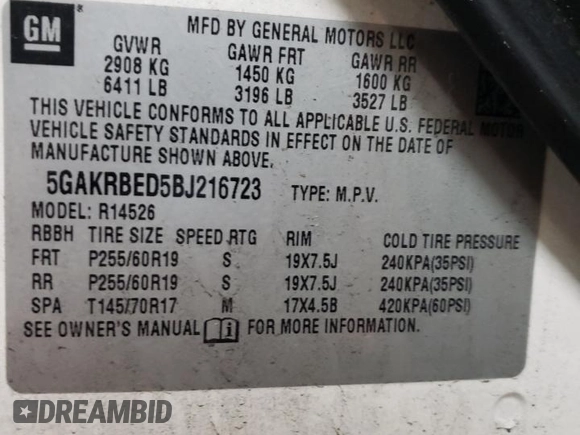 GM
MFD BY GENERAL MOTORS LLC
GVWR GAWR FRT GAWR RR
2908 KG 1450 KG 1600 KG
6411 LB 3196 LB 3527 LB
THIS VEHICLE CONFORMS TO ALL APPLICABLE U.S. FEDERAL MOTOR
VEHICLE SAFETY STANDARDS IN EFFECT ON THE DATE OF
MANUFACTURE SHOWN ABOVE.
5GAKRBED5BJ216723 TYPE: M.P.V.
MODEL: R14526
RBBH TIRE SIZE SPEED RTG RIM COLD TIRE PRESSURE
FRT P255/60R19 S 19X7.5J 240KPA(35PSI)
RR P255/60R19 S 19X7.5J 240KPA(35PSI)
SPA T145/70R17 M 17X4.5B 420KPA(60PSI)
SEE OWNER'S MANUAL i FOR MORE INFORMATION.
DREAMBID